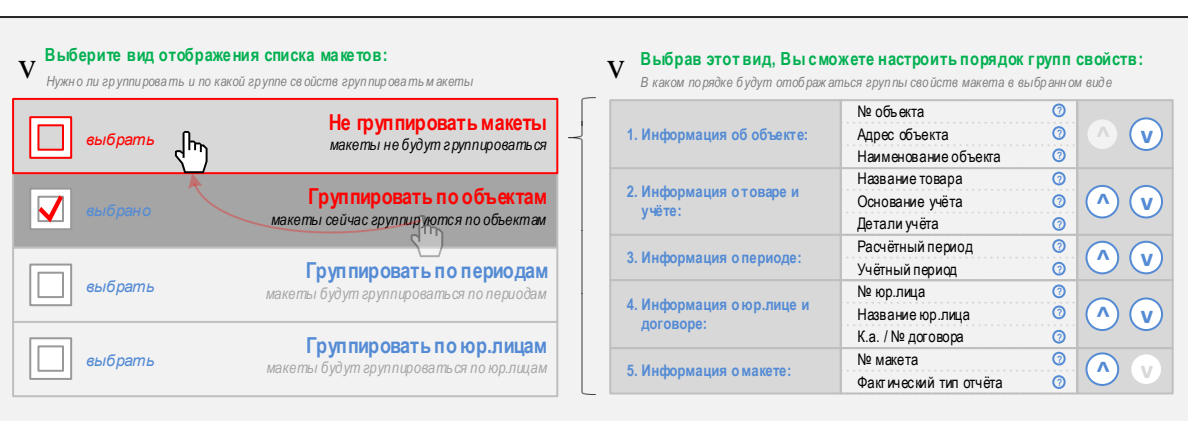 v Выберите вид отображения списка макетов:
Нужно ли группировать и по какой группе свойств группировать макеты
выбрать
Не группировать макеты
макеты не будут группироваться
выбрано
Группировать по объектам
макеты сейчас группируются по объектам
выбрать
Группировать по периодам
макеты будут группироваться по периодам
выбрать
Группировать по юр.лицам
макеты будут группироваться по юр.лицам
v Выбрав этот вид, Вы сможете настроить порядок групп свойств:
В каком порядке будут отображаться группы свойств макета в выбранном виде
1. Информация об объекте:
№ объекта ?
Адрес объекта ?
Наименование объекта ?
^ v
2. Информация о товаре и
учёте:
Название товара ?
Основание учёта ?
Детали учёта ?
^ v
3. Информация о периоде:
Расчётный период ?
Учётный период ?
^ v
4. Информация о юр.лице и
договоре:
№ юр.лица ?
Название юр.лица ?
К.а. / № договора ?
^ v
5. Информация о макете:
№ макета ?
Фактический тип отчёта ?
^ v